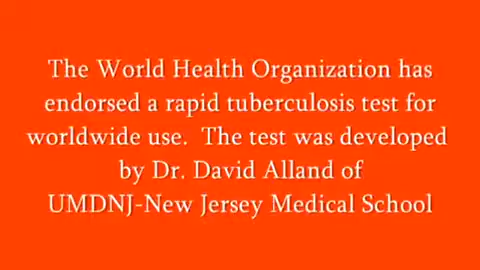 The World Health Organization has
endorsed a rapid tuberculosis test for
worldwide use. The test was developed
by Dr. David Alland of
UMDNJ-New Jersey Medical School